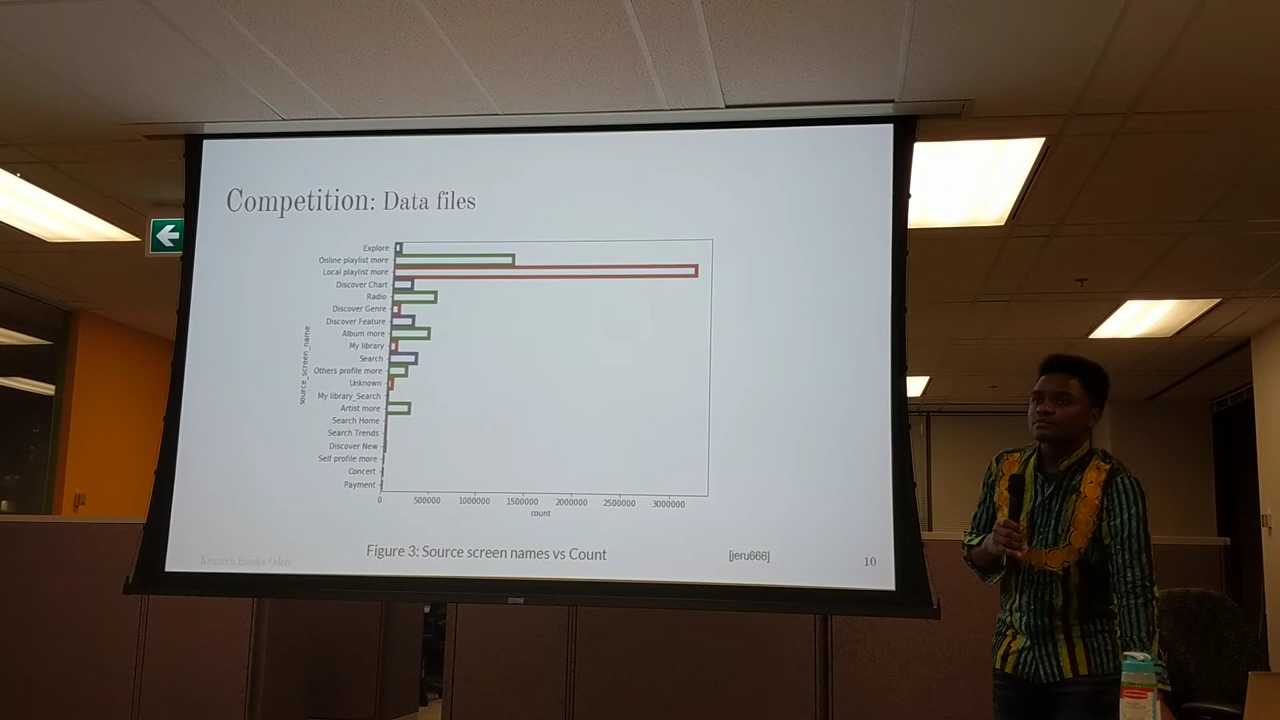 Competition: Data files
Explore
Online playlist more
Local playlist more
Discover Chart
Radio
Discover Genre
Discover Feature
Album more
My library
Search
Others profile more
Unknown
My library_Search
Artist more
Search Home
Search Trends
Discover New
Self profile more
Concert
Payment
source_screen_name
0 500000 1000000 1500000 2000000 2500000 3000000
count
Figure 3: Source screen names vs Count
[jeru666]
Kenneth Emeka Odoh
10